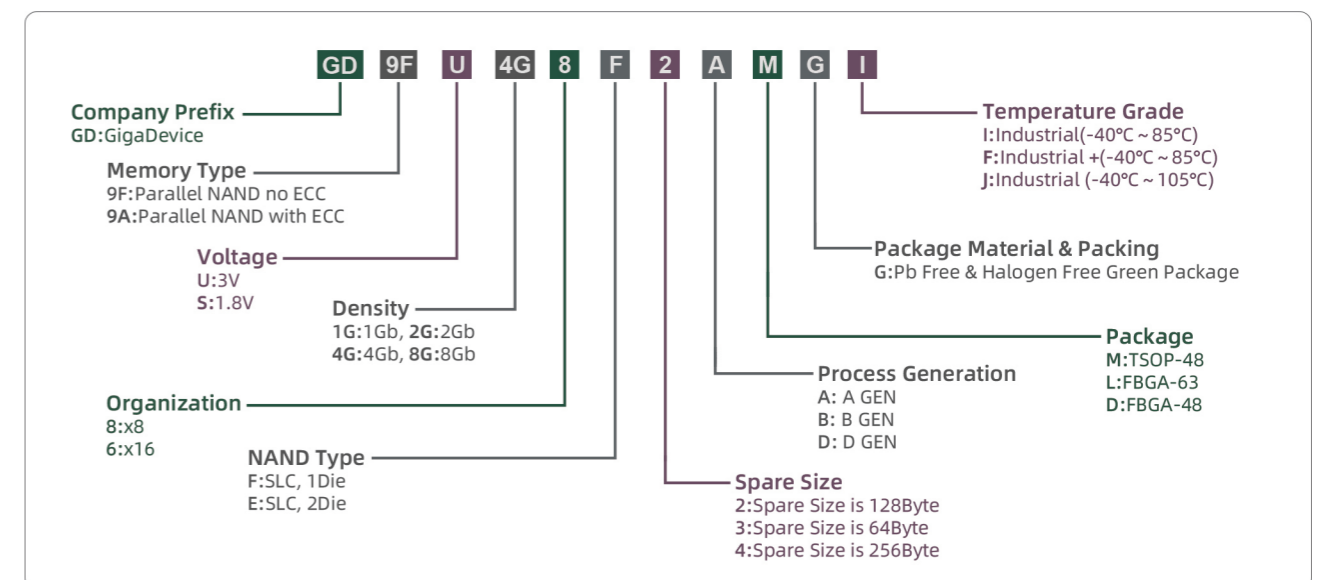 GD 9F U 4G 8 F 2 A M G I
Company Prefix
GD:GigaDevice
Memory Type
9F:Parallel NAND no ECC
9A:Parallel NAND with ECC
Voltage
U:3V
S:1.8V
Density
1G:1Gb, 2G:2Gb
4G:4Gb, 8G:8Gb
Organization
8:x8
6:x16
NAND Type
F:SLC, 1Die
E:SLC, 2Die
Temperature Grade
I:Industrial(-40℃ ~ 85℃)
F:Industrial +(-40℃ ~ 85℃)
J:Industrial (-40℃ ~ 105℃)
Package Material & Packing
G:Pb Free & Halogen Free Green Package
Package
M:TSOP-48
L:FBGA-63
D:FBGA-48
Process Generation
A: A GEN
B: B GEN
D: D GEN
Spare Size
2:Spare Size is 128Byte
3:Spare Size is 64Byte
4:Spare Size is 256Byte